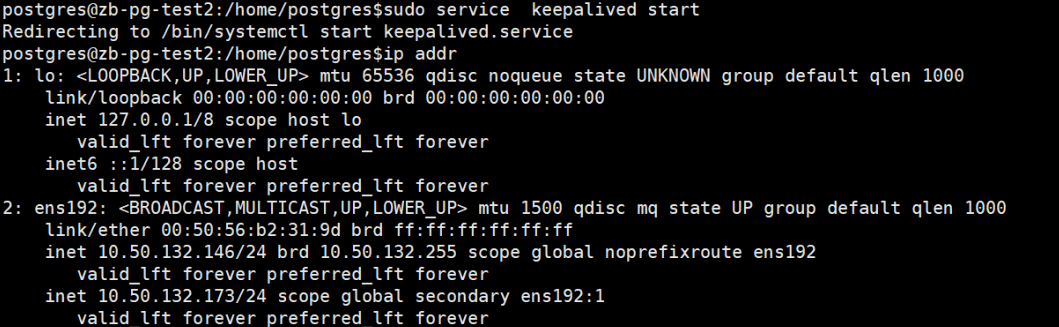 postgres@zb-pg-test2:/home/postgres$sudo service  keepalived start
Redirecting to /bin/systemctl start keepalived.service
postgres@zb-pg-test2:/home/postgres$ip addr
1: lo: <LOOPBACK,UP,LOWER_UP> mtu 65536 qdisc noqueue state UNKNOWN group default qlen 1000
    link/loopback 00:00:00:00:00:00 brd 00:00:00:00:00:00
    inet 127.0.0.1/8 scope host lo
       valid_lft forever preferred_lft forever
    inet6 ::1/128 scope host
       valid_lft forever preferred_lft forever
2: ens192: <BROADCAST,MULTICAST,UP,LOWER_UP> mtu 1500 qdisc mq state UP group default qlen 1000
    link/ether 00:50:56:b2:31:9d brd ff:ff:ff:ff:ff:ff
    inet 10.50.132.146/24 brd 10.50.132.255 scope global noprefixroute ens192
       valid_lft forever preferred_lft forever
    inet 10.50.132.173/24 scope global secondary ens192:1
       valid_lft forever preferred_lft forever